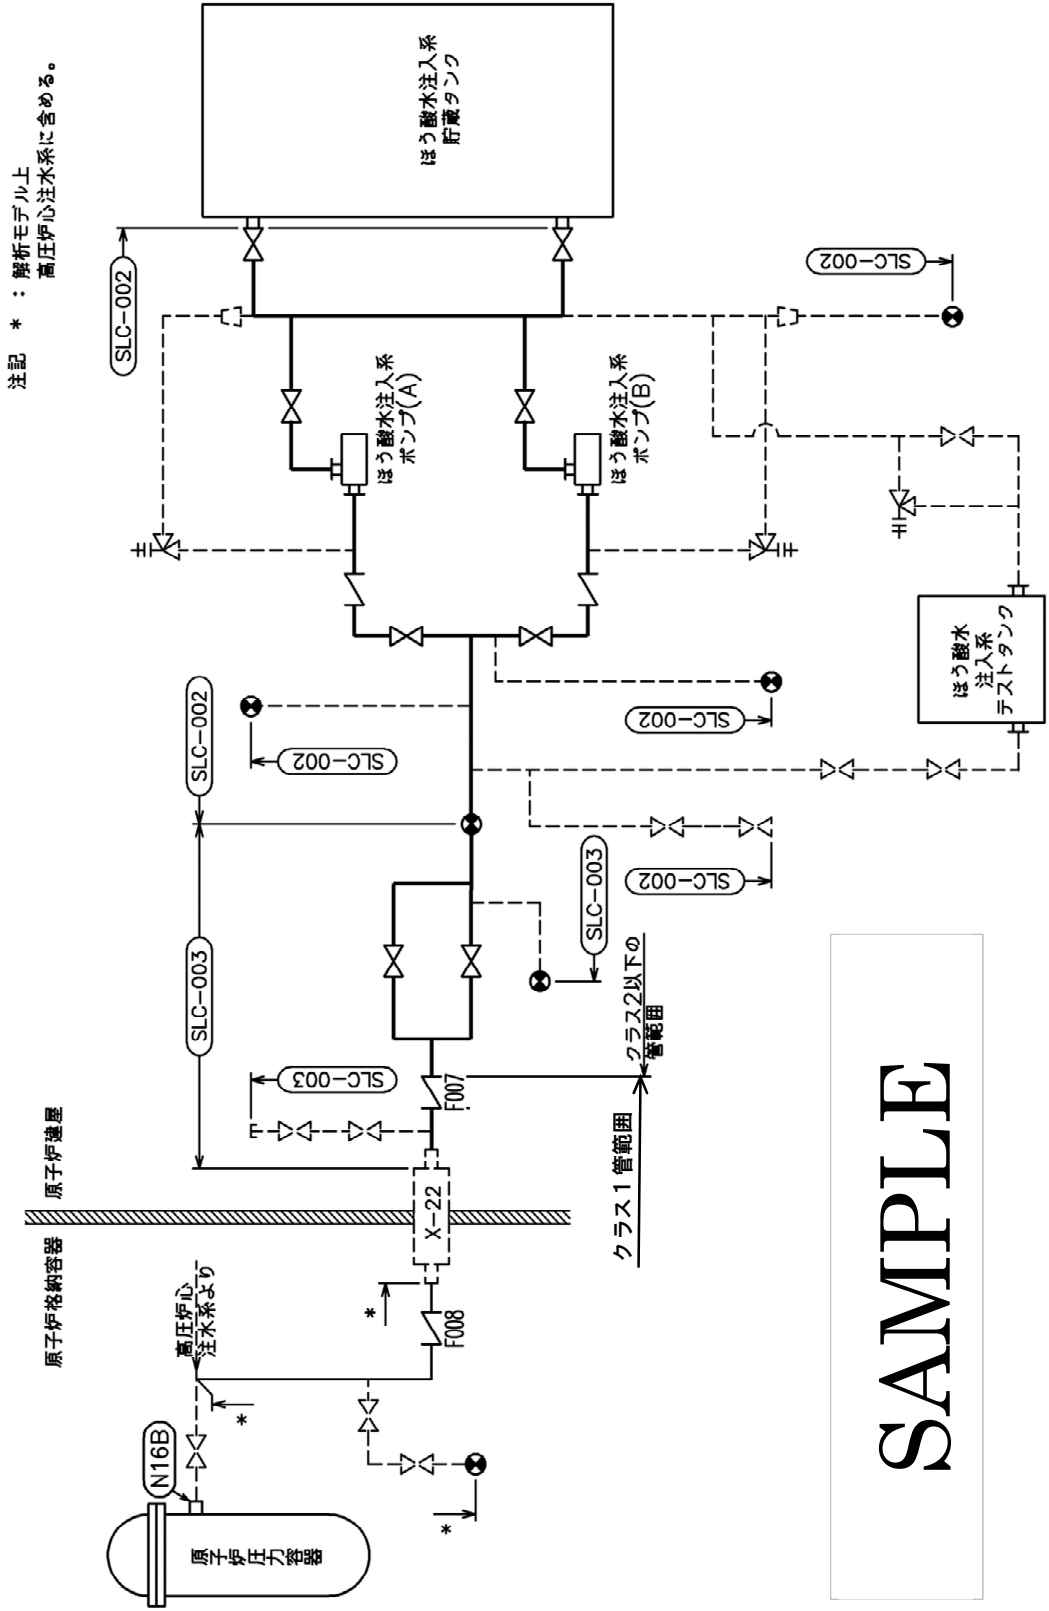 注記 * : 解析モデル上
高圧炉心注水系に含める。
ほう酸水注入系
貯蔵タンク
SLC-002
SLC-002
ほう酸水注入系
ポンプ(A)
ほう酸水注入系
ポンプ(B)
SLC-002
SLC-002
SLC-002
ほう酸水
注入系
テストタンク
SLC-003
SLC-003
SLC-002
SLC-003
クラス2以下の
管範囲
F007
クラス1管範囲
原子炉建屋
原子炉格納容器
X-22
*
F008
高圧炉心
注水系より
*
*
N16B
原子炉圧力容器
SAMPLE